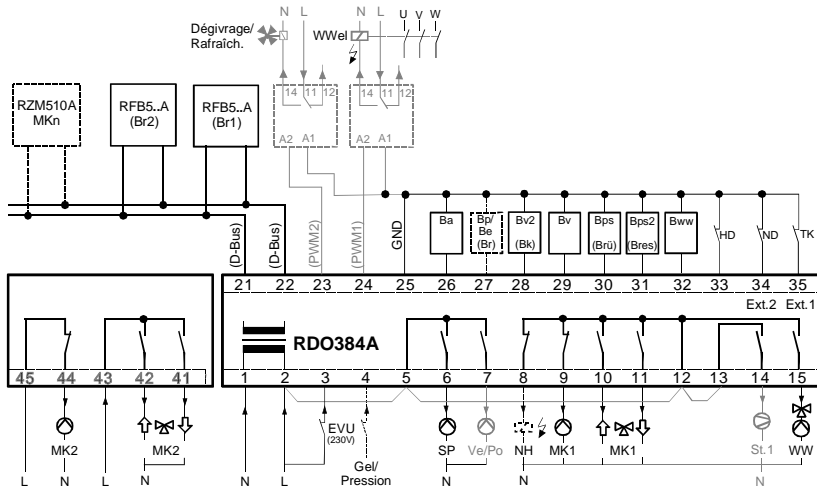 N L
Dégivrage/
Rafraîch.
WWel
U V W
14 11 12
14 11 12
A2 A1
A2 A1
RZM510A
MKn
RFB5..A
(Br2)
RFB5..A
(Br1)
(D-Bus)
(D-Bus)
(PWM2)
(PWM1)
GND
Ba
Bp/
Be
(Br)
Bv2
(Bk)
Bv
Bps
(Brü)
Bps2
(Bres)
Bww
HD
ND
TK
21 22 23 24 25 26 27 28 29 30 31 32 33 34 35
Ext.2 Ext.1
RDO384A
45 44 43 42 41
1 2 3 4 5 6 7 8 9 10 11 12 13 14 15
EVU
(230V)
Gel/
Pression
MK2
MK2
SP
Ve/Po
NH
MK1
MK1
St.1
WW
L N L N
N L
N
N
N
N L